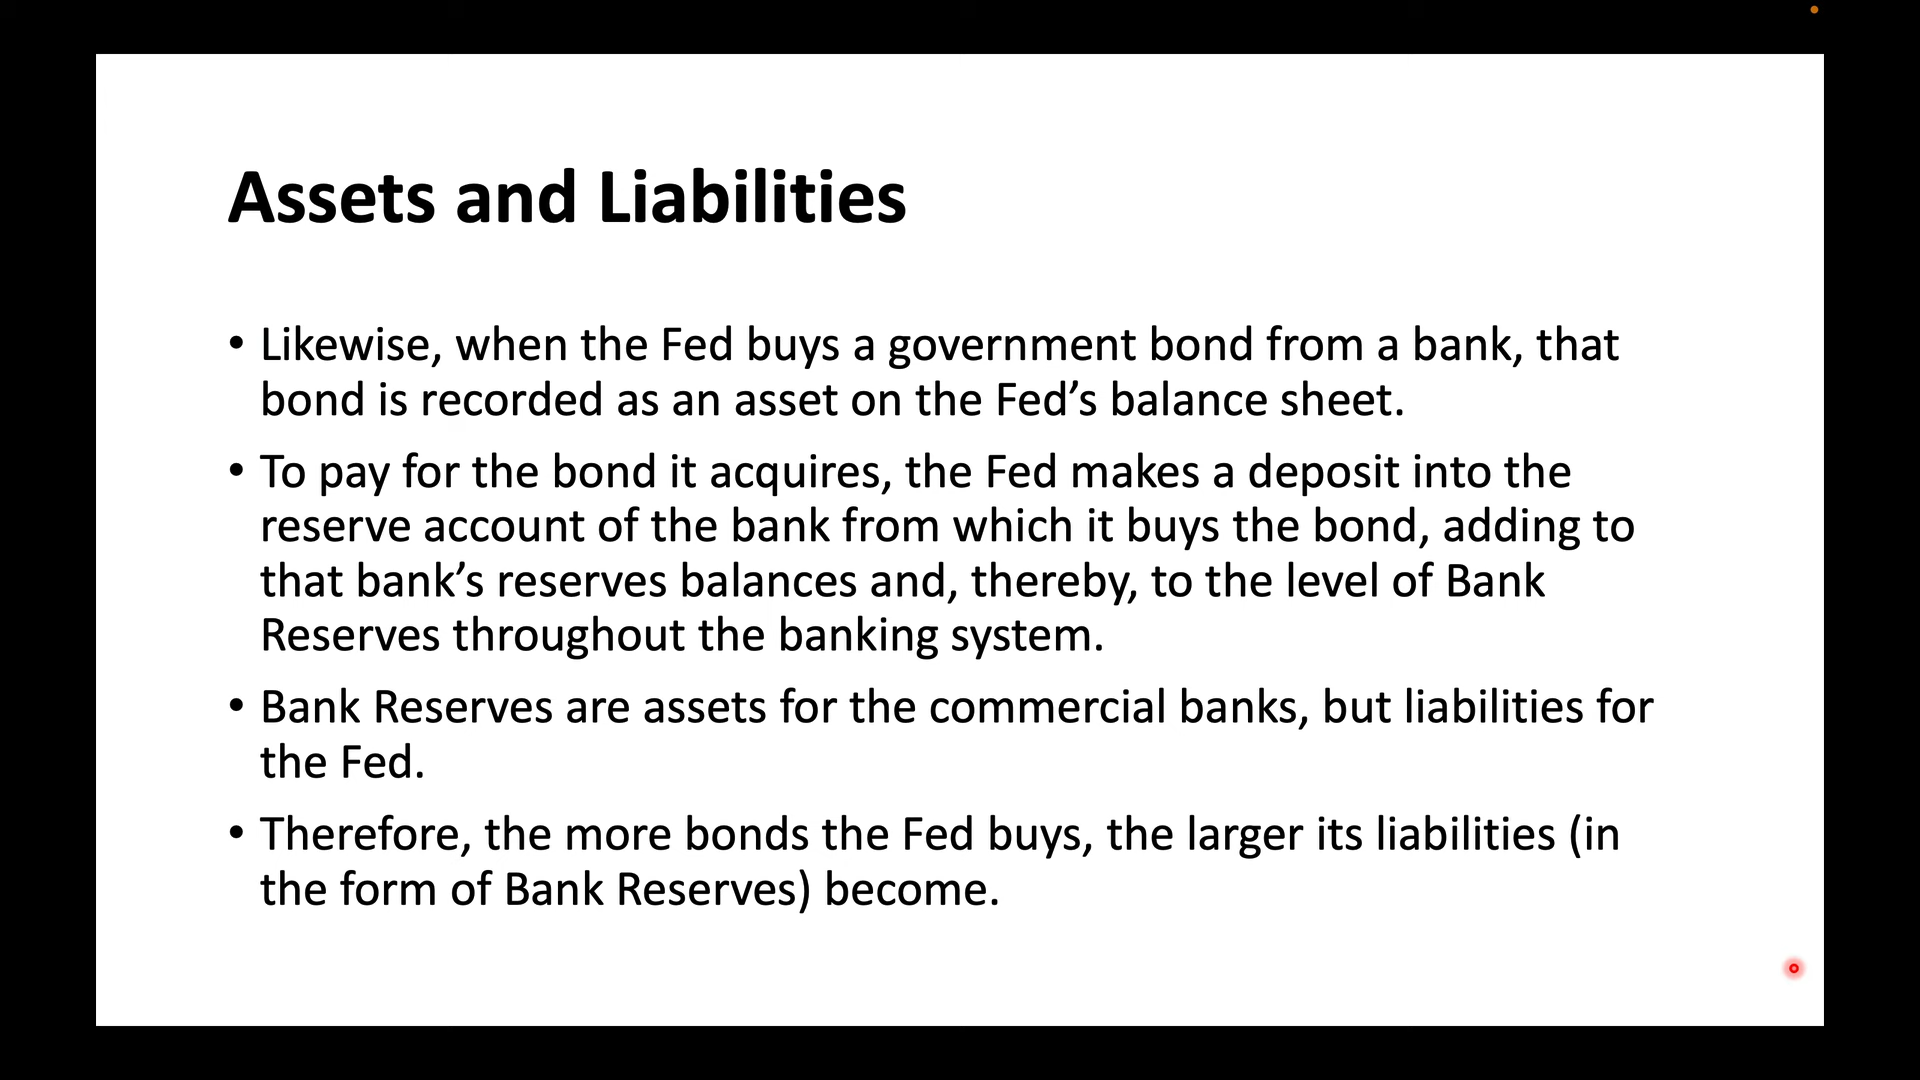 Assets and Liabilities
• Likewise, when the Fed buys a government bond from a bank, that
bond is recorded as an asset on the Fed’s balance sheet.
• To pay for the bond it acquires, the Fed makes a deposit into the
reserve account of the bank from which it buys the bond, adding to
that bank’s reserves balances and, thereby, to the level of Bank
Reserves throughout the banking system.
• Bank Reserves are assets for the commercial banks, but liabilities for
the Fed.
• Therefore, the more bonds the Fed buys, the larger its liabilities (in
the form of Bank Reserves) become.